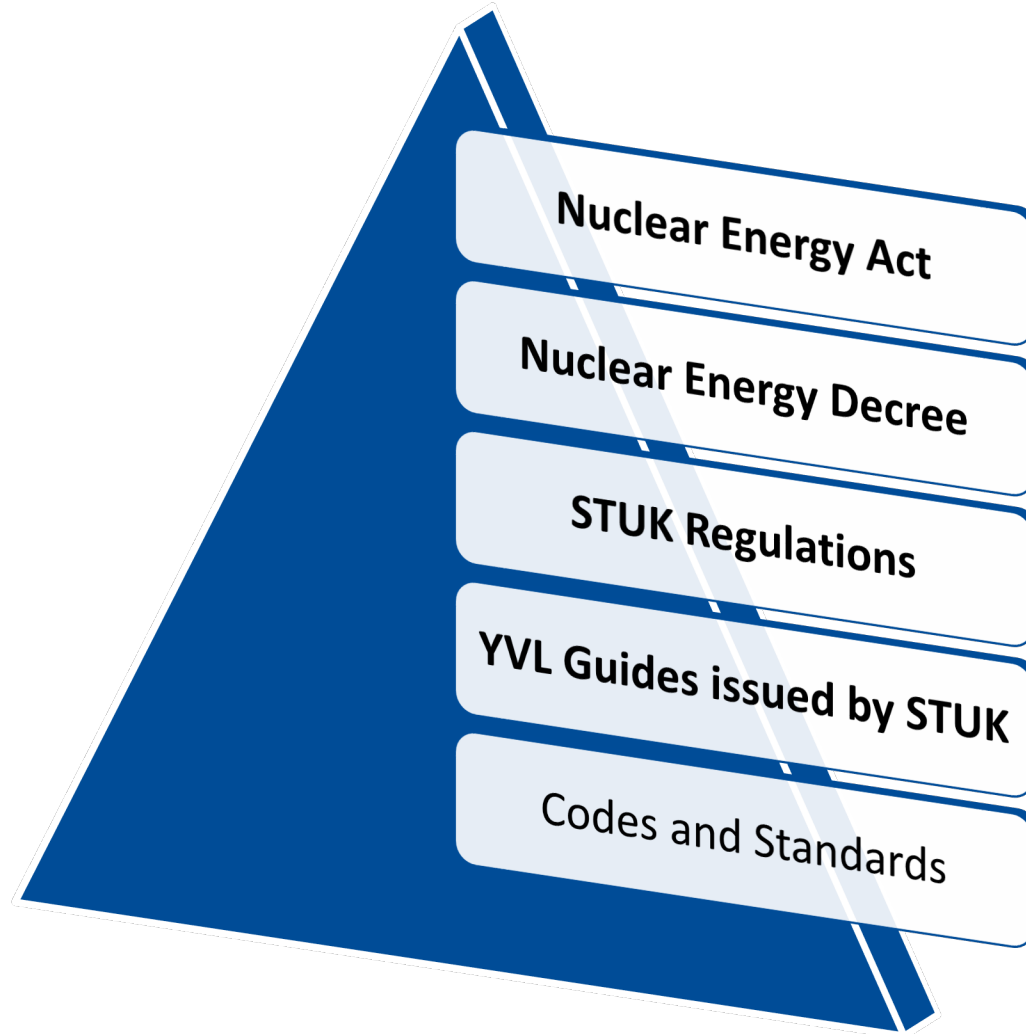 Nuclear Energy Act
Nuclear Energy Decree
STUK Regulations
YVL Guides issued by STUK
Codes and Standards